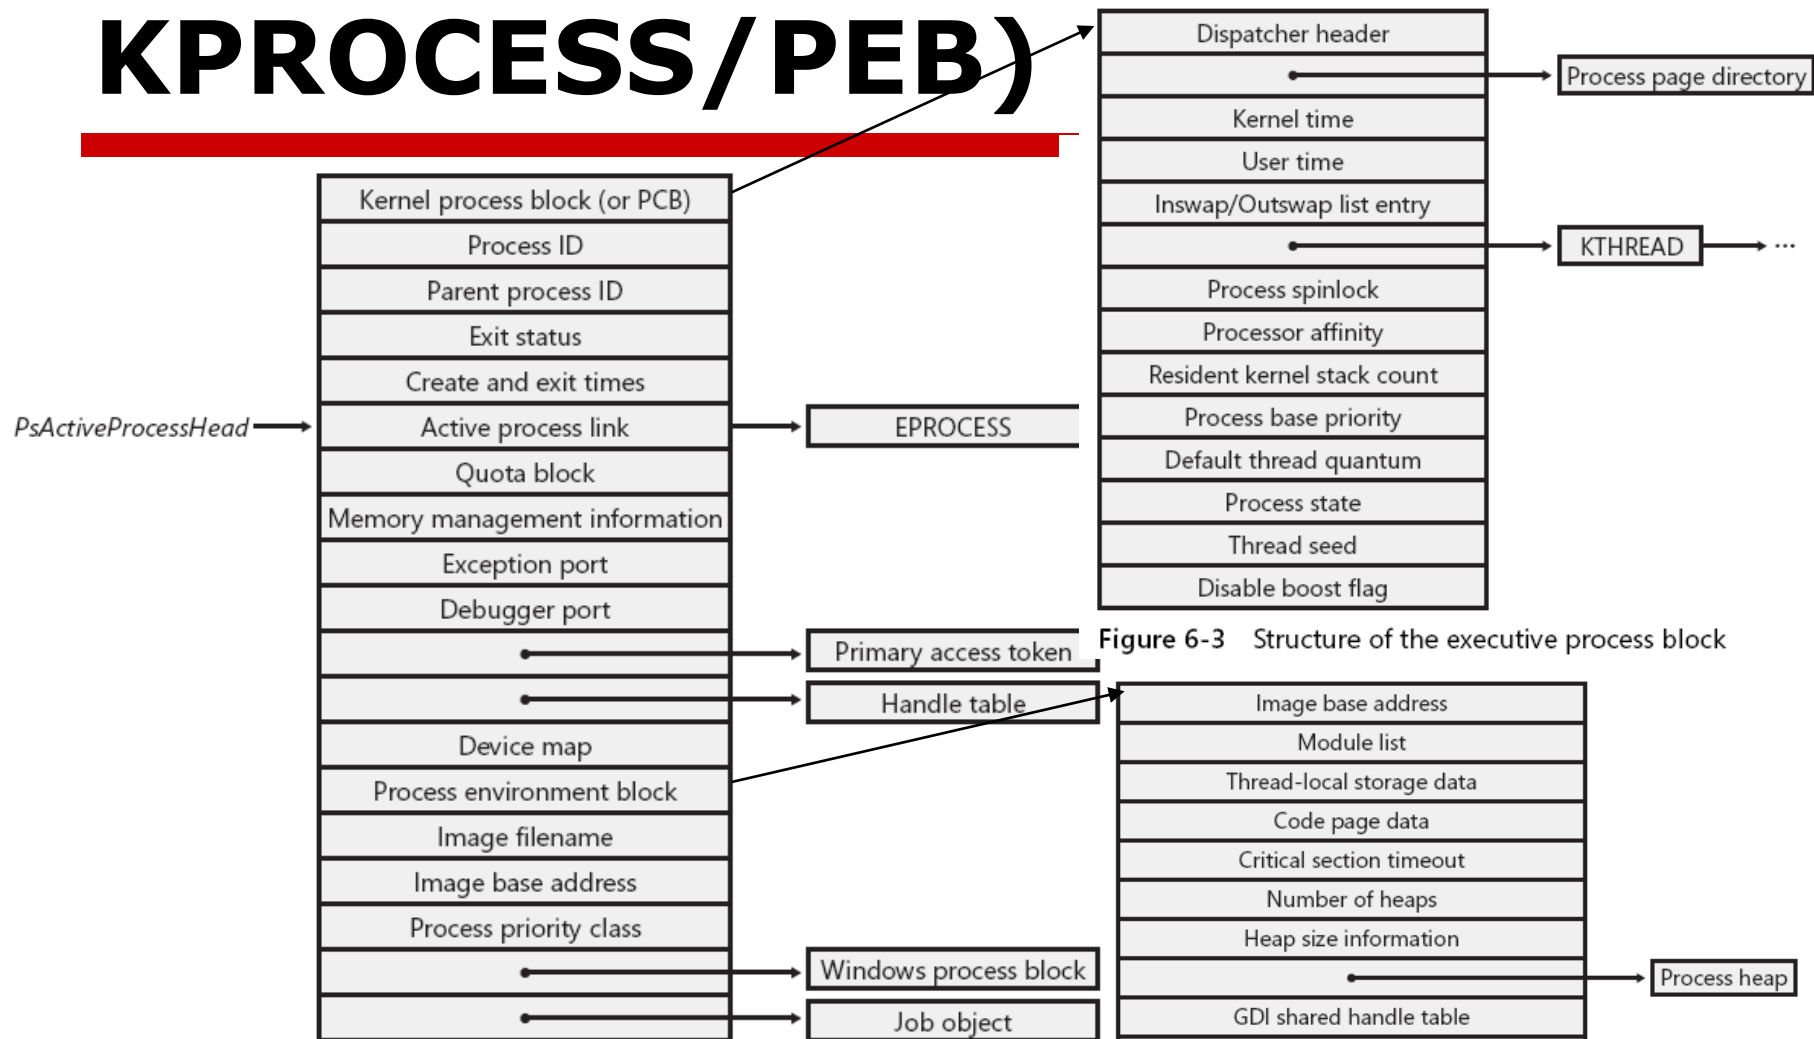 KPROCESS/PEB)
Kernel process block (or PCB)
Process ID
Parent process ID
Exit status
Create and exit times
PsActiveProcessHead
Active process link
EPROCESS
Quota block
Memory management information
Exception port
Debugger port
Primary access token
Handle table
Device map
Process environment block
Image filename
Image base address
Process priority class
Windows process block
Job object
Dispatcher header
Process page directory
Kernel time
User time
Inswap/Outswap list entry
KTHREAD
...
Process spinlock
Processor affinity
Resident kernel stack count
Process base priority
Default thread quantum
Process state
Thread seed
Disable boost flag
Figure 6-3 Structure of the executive process block
Image base address
Module list
Thread-local storage data
Code page data
Critical section timeout
Number of heaps
Heap size information
Process heap
GDI shared handle table